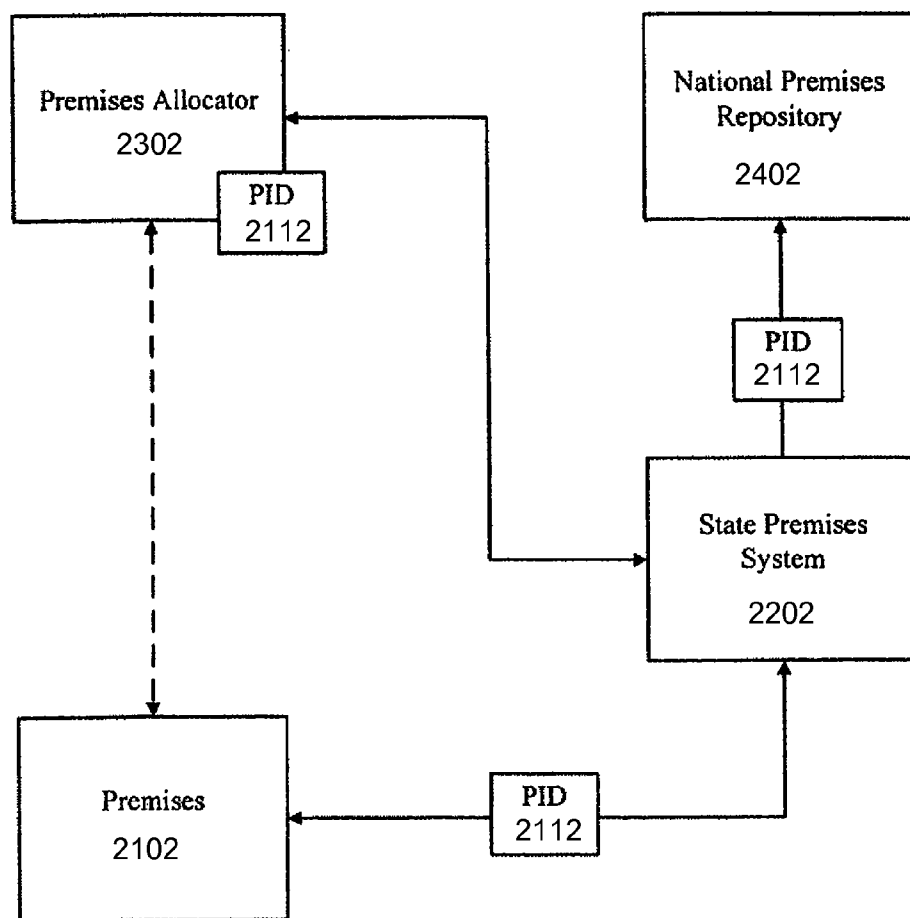 Premises Allocator
2302
PID
2112
National Premises
Repository
2402
PID
2112
State Premises
System
2202
Premises
2102
PID
2112